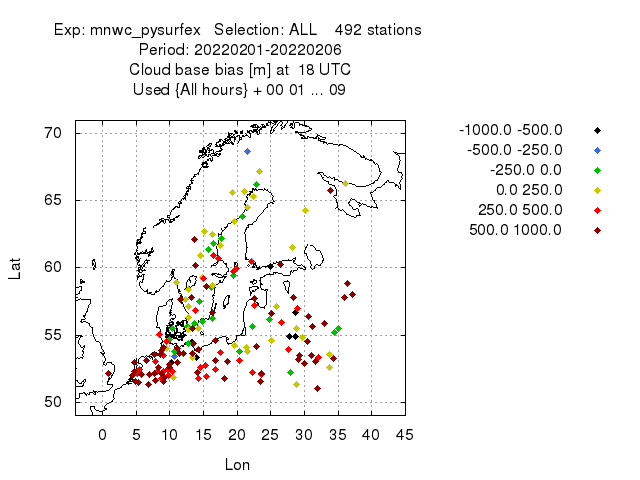 Exp: mnwc_pysurfex   Selection: ALL    492 stations
Period: 20220201-20220206
Cloud base bias [m] at  18 UTC
Used {All hours} + 00 01 ... 09
-1000.0 -500.0
-500.0 -250.0
-250.0 0.0
0.0 250.0
250.0 500.0
500.0 1000.0
70
65
60
55
50
Lat
0 5 10 15 20 25 30 35 40 45
Lon